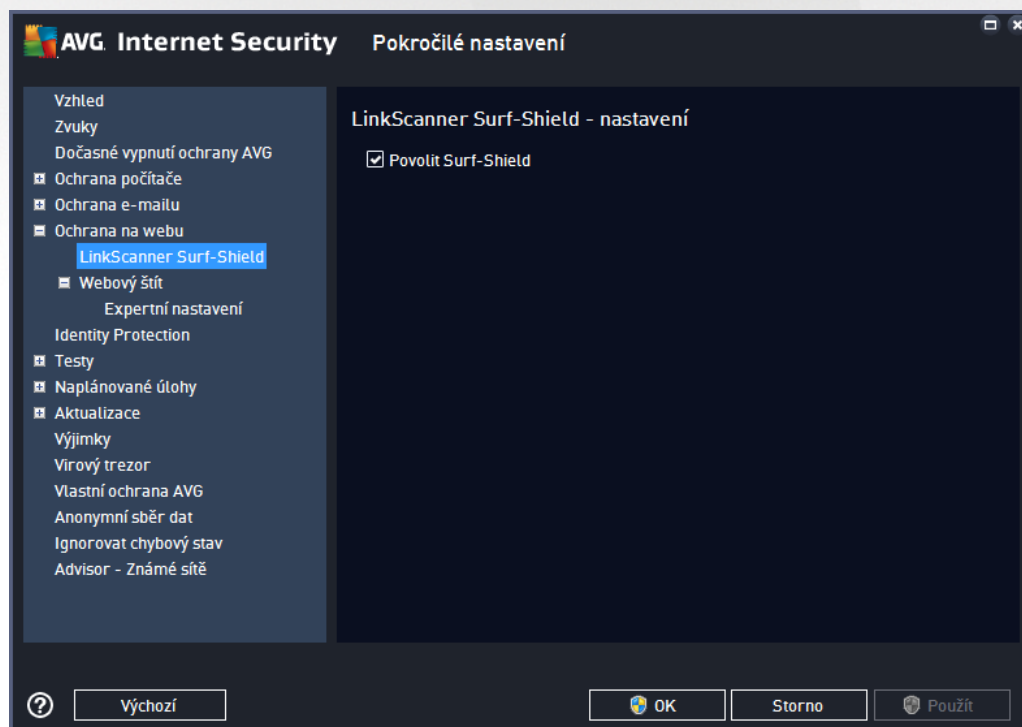 AVG. Internet Security Pokročilé nastavení
Vzhled
Zvuky
Dočasné vypnutí ochrany AVG
Ochrana počítače
Ochrana e-mailu
Ochrana na webu
LinkScanner Surf-Shield
Webový štít
Expertní nastavení
Identity Protection
Testy
Naplánované úlohy
Aktualizace
Výjimky
Virový trezor
Vlastní ochrana AVG
Anonymní sběr dat
Ignorovat chybový stav
Advisor - Známé sítě
LinkScanner Surf-Shield - nastavení
Povolit Surf-Shield
? Výchozí OK Storno Použít